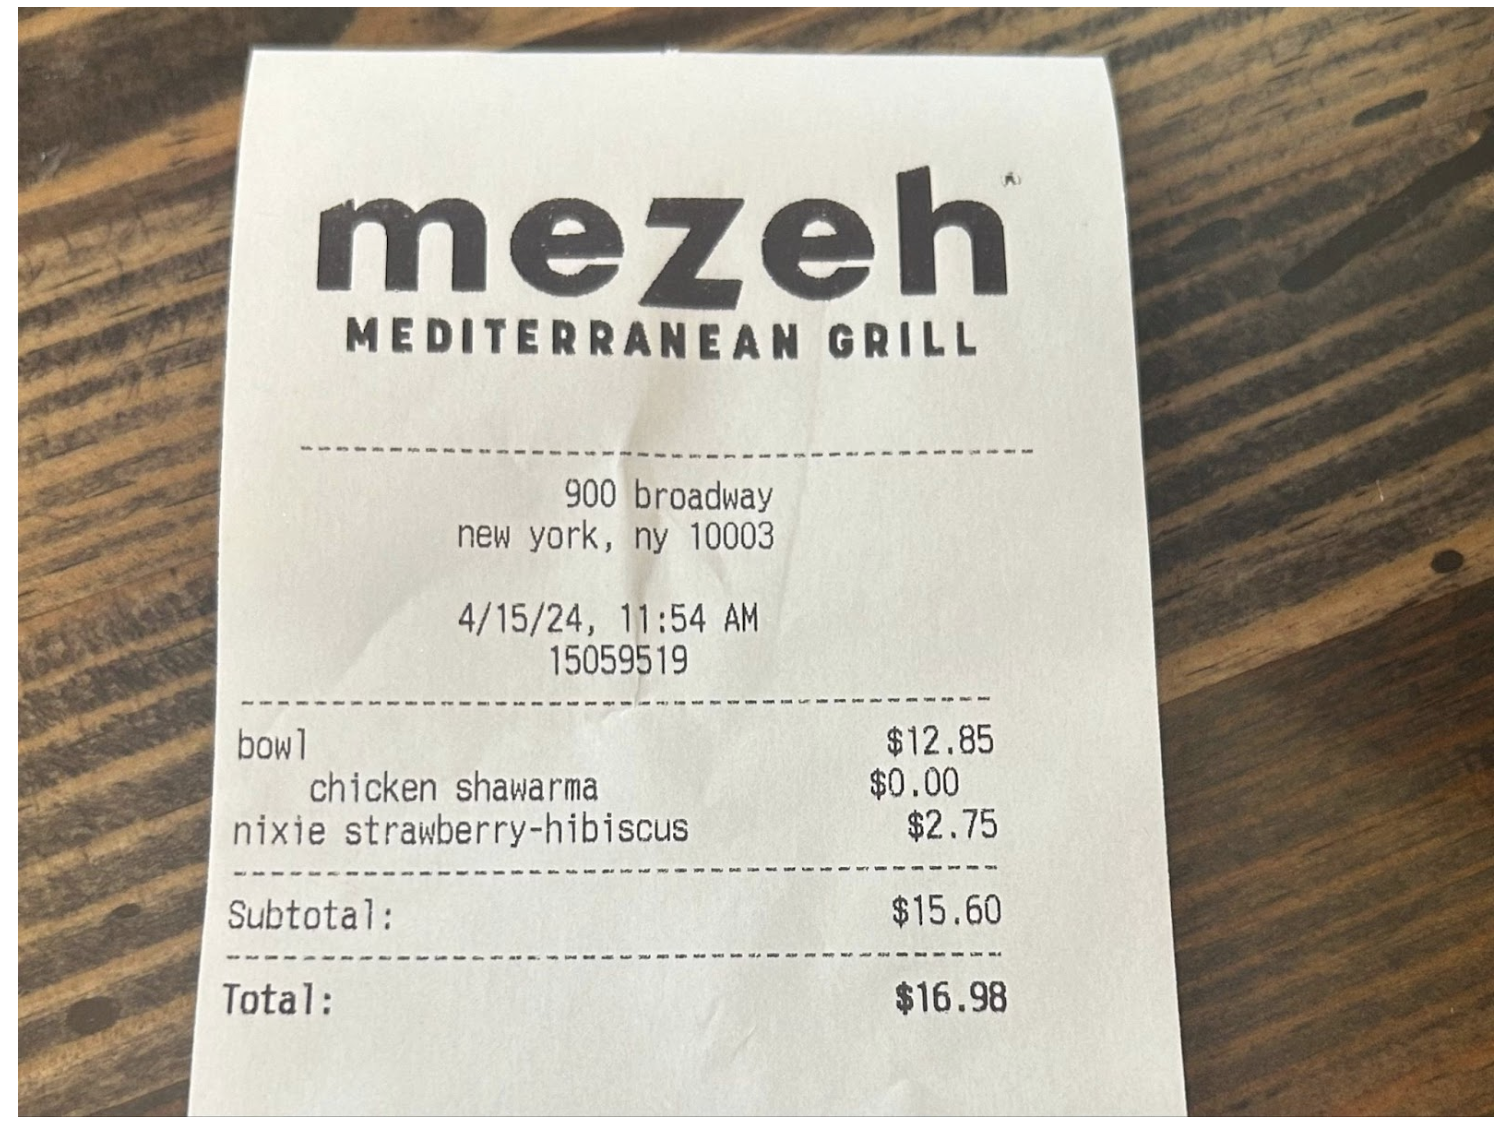 mezeh
MEDITERRANEAN GRILL
900 broadway
new york, ny 10003
4/15/24, 11:54 AM
15059519
bowl $12.85
chicken shawarma $0.00
nixie strawberry-hibiscus $2.75
Subtotal: $15.60
Total: $16.98